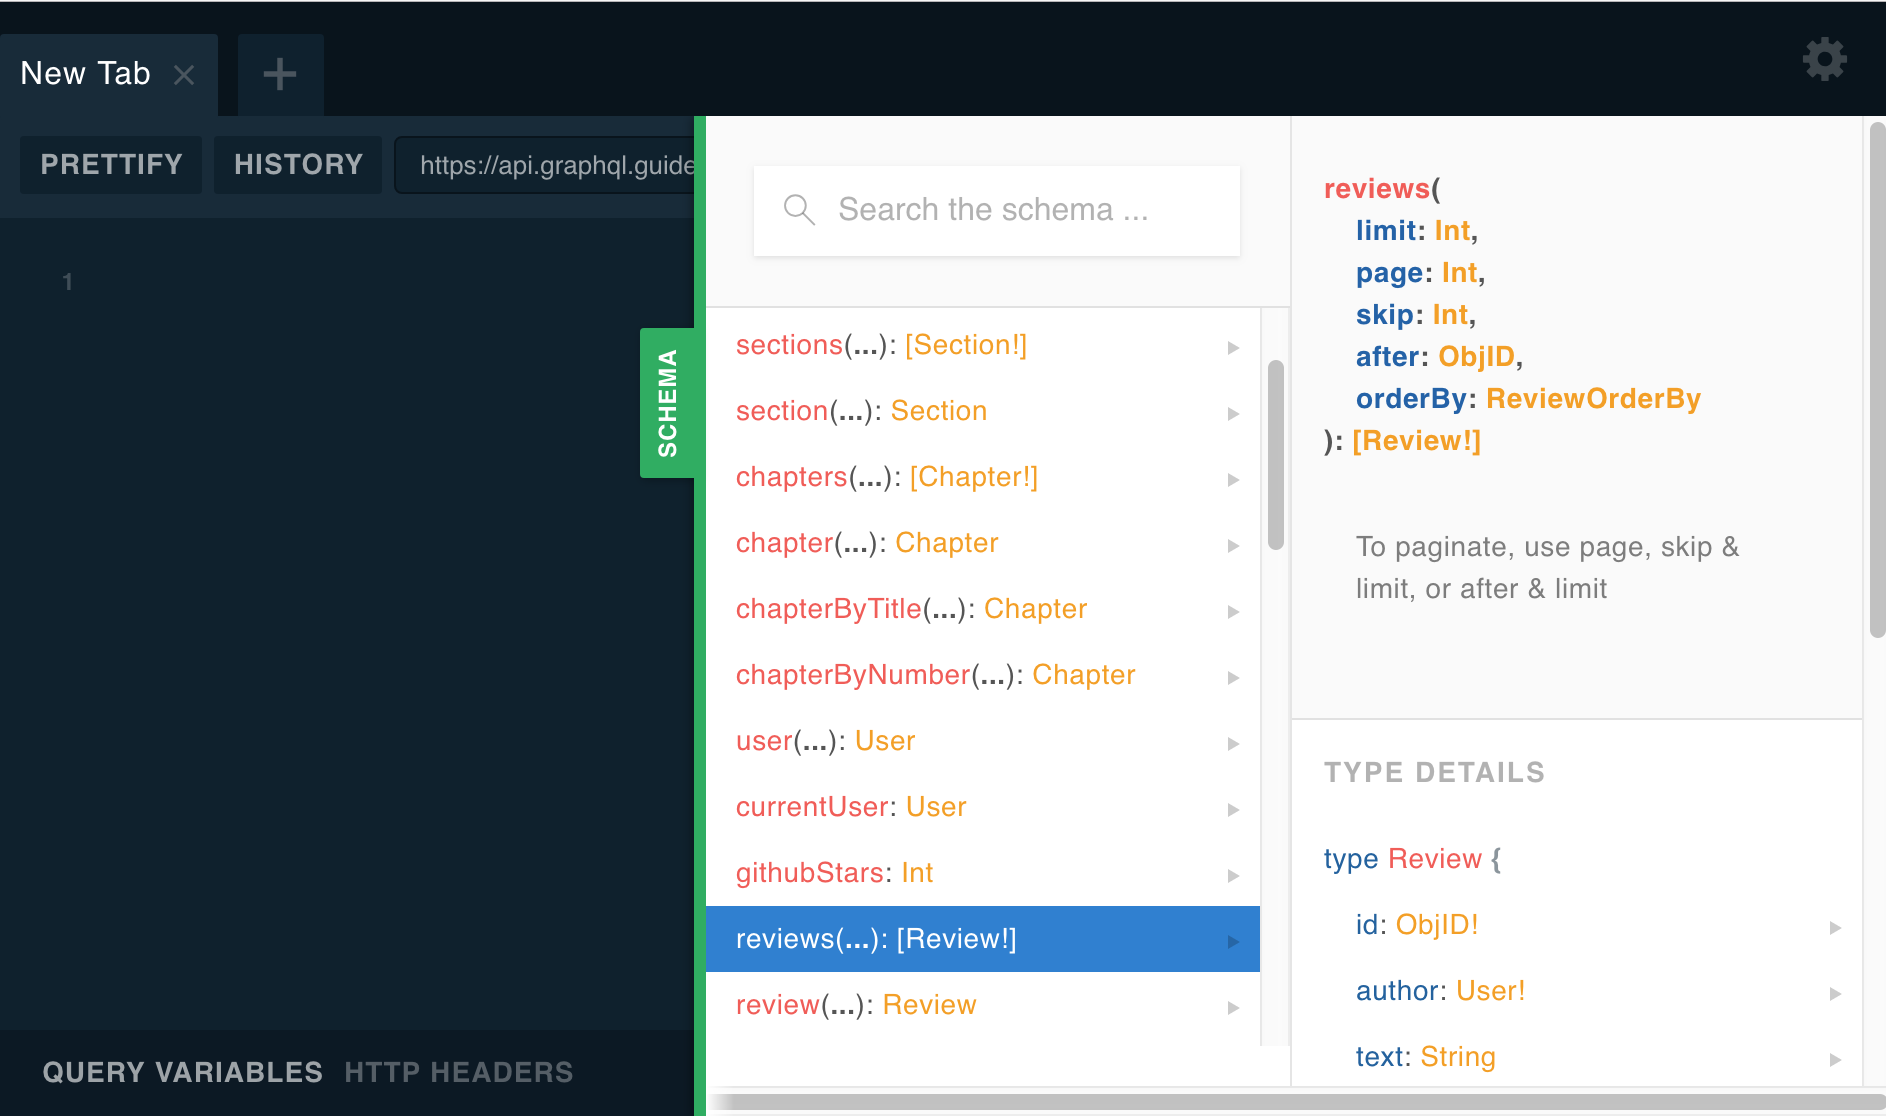 New Tab
PRETTIFY
HISTORY
https://api.graphql.guide
1
SCHEMA
Search the schema ...
sections(...): [Section!]
section(...): Section
chapters(...): [Chapter!]
chapter(...): Chapter
chapterByTitle(...): Chapter
chapterByNumber(...): Chapter
user(...): User
currentUser: User
githubStars: Int
reviews(...): [Review!]
review(...): Review
reviews(
limit: Int,
page: Int,
skip: Int,
after: ObjID,
orderBy: ReviewOrderBy
): [Review!]
To paginate, use page, skip &
limit, or after & limit
TYPE DETAILS
type Review {
id: ObjID!
author: User!
text: String
QUERY VARIABLES
HTTP HEADERS